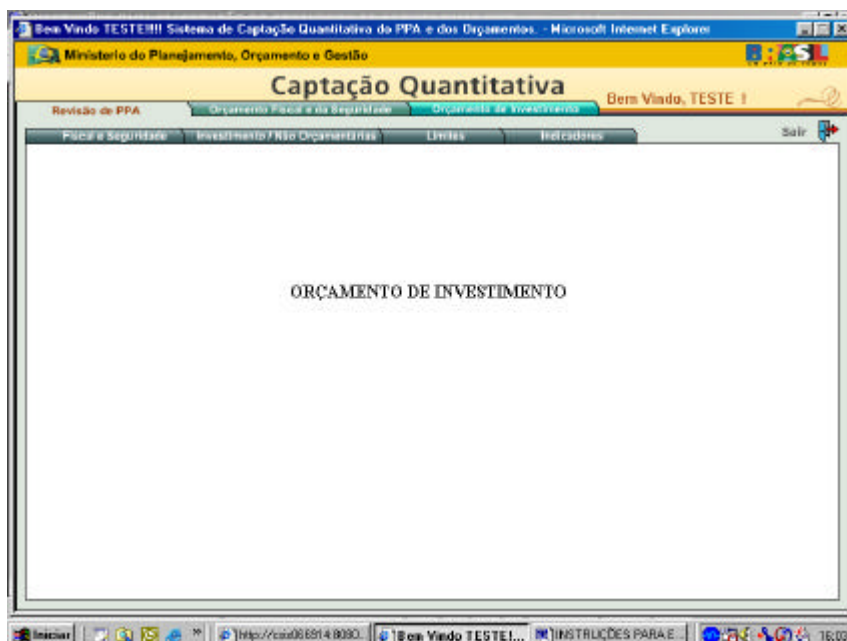 Bem Vindo TESTE!!!! Sistema de Captação Quantitativa do PPA e dos Orçamentos. - Microsoft Internet Explorer
Ministerio do Planejamento, Orçamento e Gestão
BRASIL
Captação Quantitativa
Bem Vindo, TESTE !
Revisão de PPA
Orçamento Fiscal e da Seguridade
Orçamento de Investimento
Fiscal e Seguridade
Investimento / Não Orçamentárias
Limites
Indicadores
Sair
ORÇAMENTO DE INVESTIMENTO
Iniciar
Bem Vindo TESTE!...
INSTRUÇÕES PARA E...